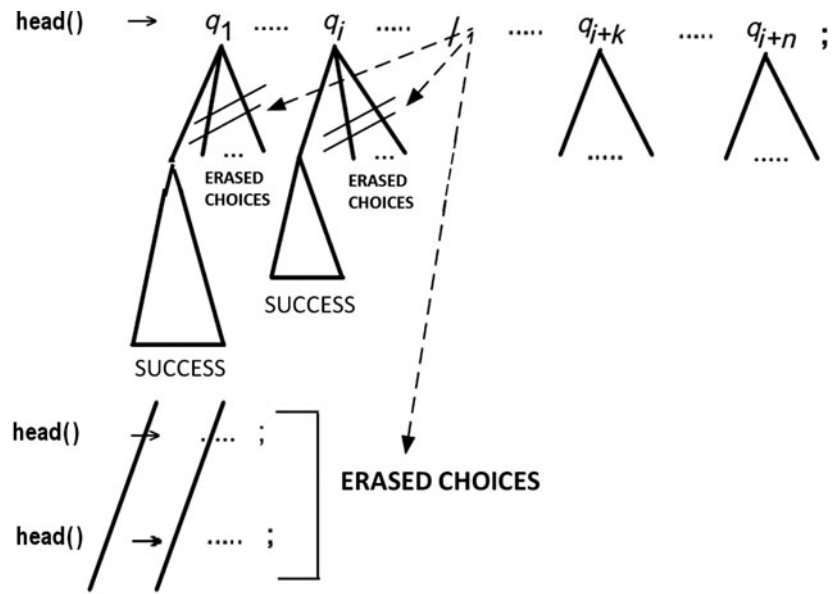 head() → q1 ..... qi ..... / ..... qi+k ..... qi+n ;
... ... ..... .....
ERASED CHOICES ERASED CHOICES
SUCCESS
SUCCESS
head() → ..... ;
ERASED CHOICES
head() → ..... ;